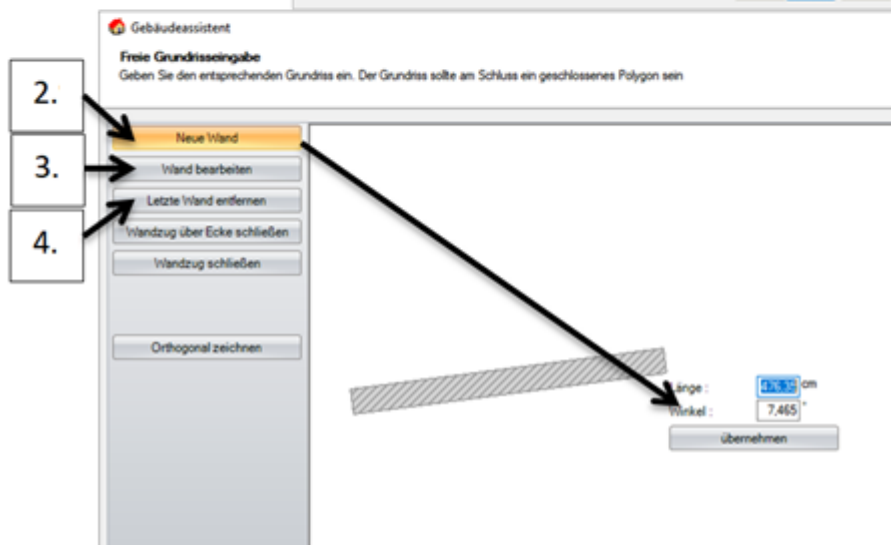 Gebäudeassistent
Freie Grundrisseingabe
Geben Sie den entsprechenden Grundriss ein. Der Grundriss sollte am Schluss ein geschlossenes Polygon sein
2.
Neue Wand
3.
Wand bearbeiten
Letzte Wand entfernen
4.
Wandzug über Ecke schließen
Wandzug schließen
Orthogonal zeichnen
Länge : 476.35 cm
Winkel : 7,465 °
übernehmen